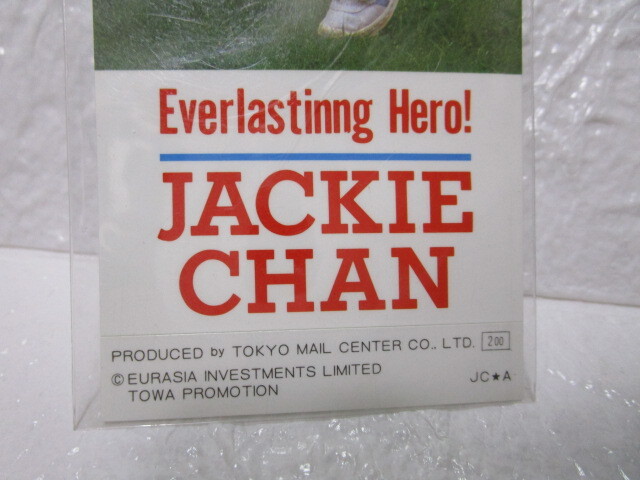 Everlastinng Hero!
JACKIE
CHAN
PRODUCED by TOKYO MAIL CENTER CO., LTD. 200
© EURASIA INVESTMENTS LIMITED
TOWA PROMOTION
JC★A